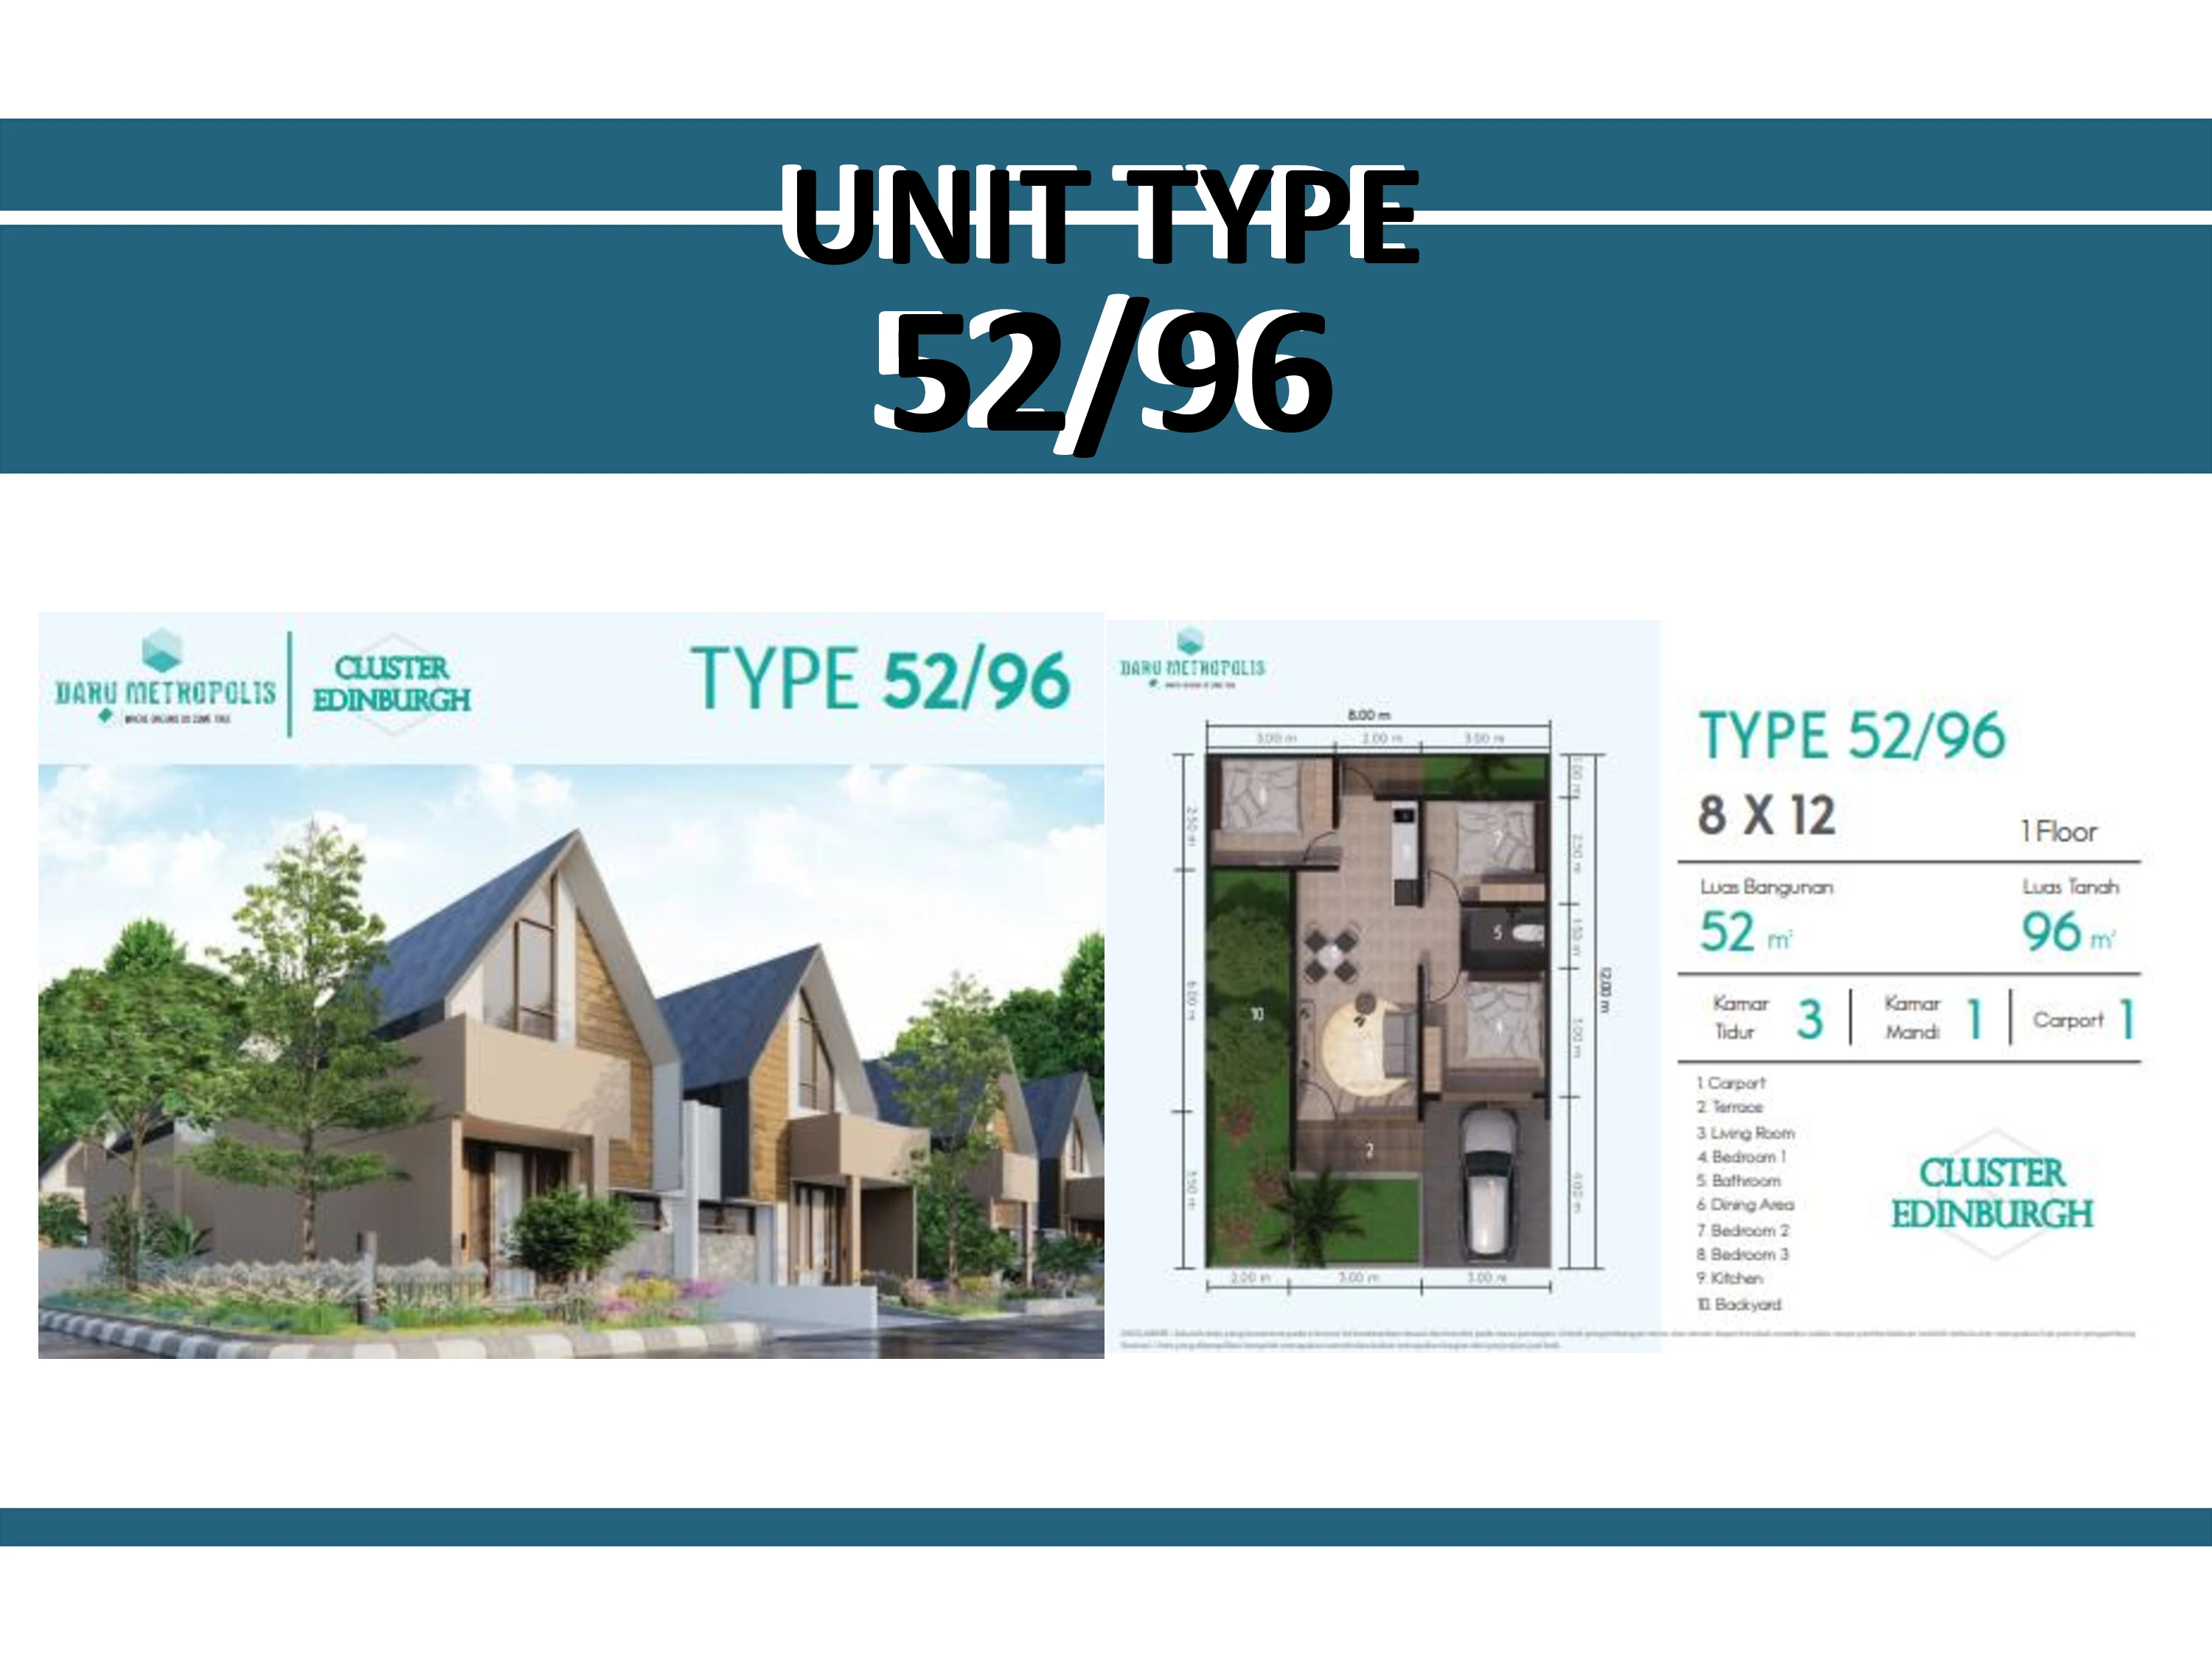 UNIT TYPE
52/96
DARU METROPOLIS
CLUSTER
EDINBURGH
TYPE 52/96
DARU METROPOLIS
8.00 m
3.00 m
2.00 m
3.00 m
1.00 m
2.50 m
2.50 m
7
5
1.50 m
12.00 m
6.00 m
10
4
3.00 m
2
3.50 m
4.00 m
2.00 m
3.00 m
3.00 m
TYPE 52/96
8 X 12
1 Floor
Luas Bangunan
Luas Tanah
52 m²
96 m²
Kamar
Tidur
3
Kamar
Mandi
1
Carport 1
1. Carport
2. Terrace
3. Living Room
4. Bedroom 1
5. Bathroom
6. Dining Area
7. Bedroom 2
8. Bedroom 3
9. Kitchen
10. Backyard
CLUSTER
EDINBURGH